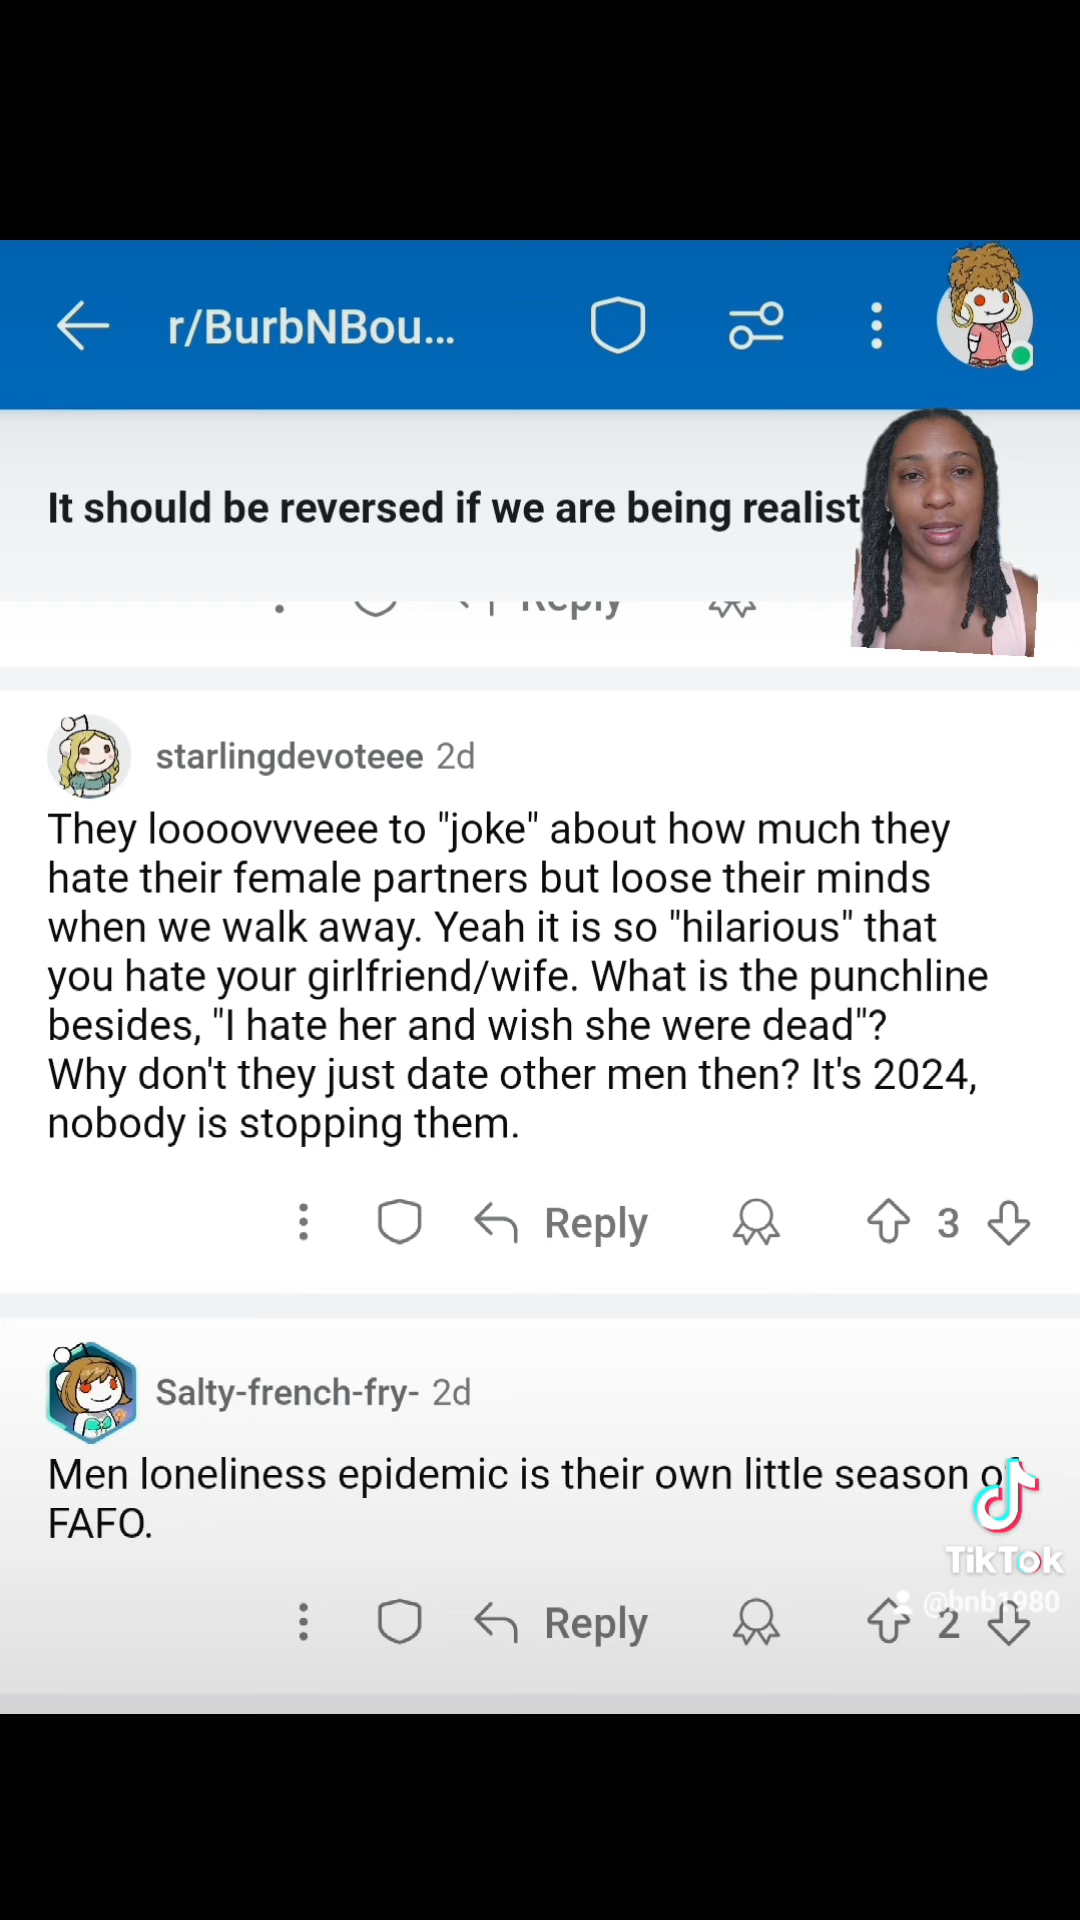 r/BurbNBou...
It should be reversed if we are being realist
Reply
starlingdevoteee 2d
They loooovvveee to "joke" about how much they
hate their female partners but loose their minds
when we walk away. Yeah it is so "hilarious" that
you hate your girlfriend/wife. What is the punchline
besides, "I hate her and wish she were dead"?
Why don't they just date other men then? It's 2024,
nobody is stopping them.
Reply 3
Salty-french-fry- 2d
Men loneliness epidemic is their own little season of
FAFO.
TikTok
@bnb1980
Reply 2